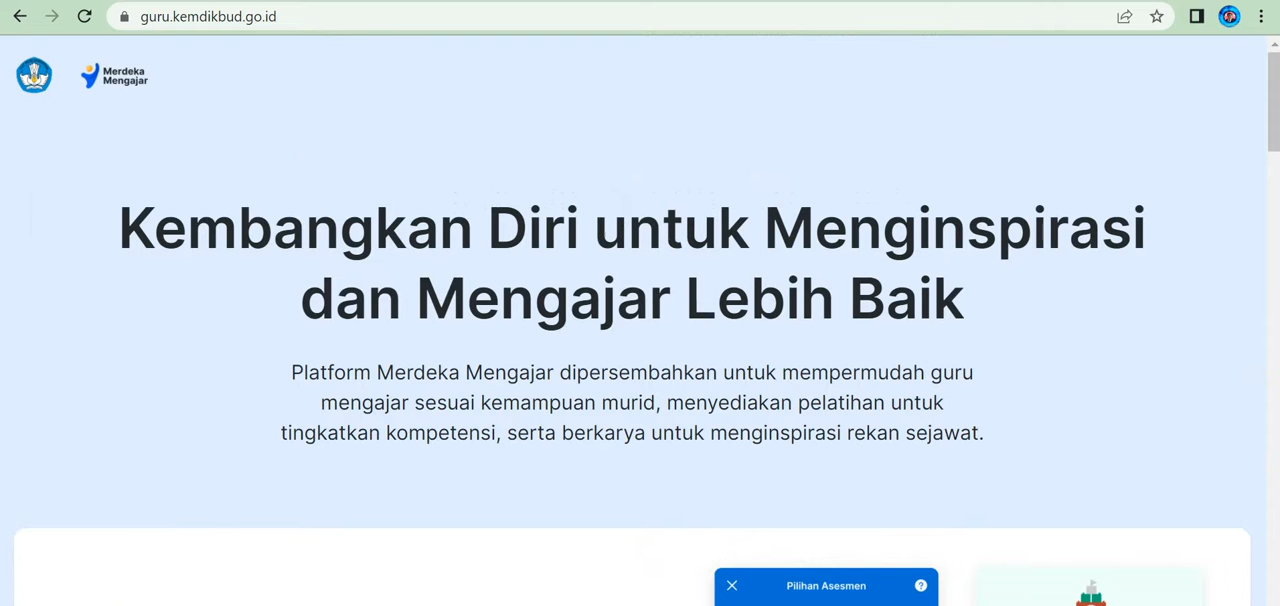 guru.kemdikbud.go.id
Merdeka
Mengajar
Kembangkan Diri untuk Menginspirasi
dan Mengajar Lebih Baik
Platform Merdeka Mengajar dipersembahkan untuk mempermudah guru
mengajar sesuai kemampuan murid, menyediakan pelatihan untuk
tingkatkan kompetensi, serta berkarya untuk menginspirasi rekan sejawat.
Pilihan Asesmen ?